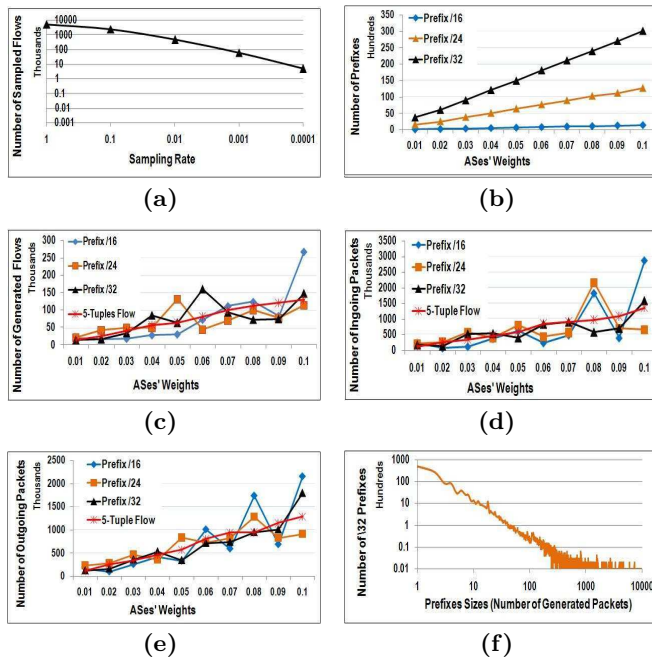 Number of Sampled Flows
Thousands
10000
1000
100
10
1
0.1
0.01
0.001
1
0.1
0.01
0.001
0.0001
Sampling Rate
(a)
Number of Prefixes
Hundreds
350
300
250
200
150
100
50
0
Prefix /16
Prefix /24
Prefix /32
0.01 0.02 0.03 0.04 0.05 0.06 0.07 0.08 0.09 0.1
ASes' Weights
(b)
Number of Generated Flows
Thousands
300
250
200
150
100
50
0
Prefix /16
Prefix /24
Prefix /32
5-Tuples Flow
0.01 0.02 0.03 0.04 0.05 0.06 0.07 0.08 0.09 0.1
ASes' Weights
(c)
Number of Ingoing Packets
Thousands
3500
3000
2500
2000
1500
1000
500
0
Prefix /16
Prefix /24
Prefix /32
5-Tuple Flow
0.01 0.02 0.03 0.04 0.05 0.06 0.07 0.08 0.09 0.1
ASes' Weights
(d)
Number of Outgoing Packets
Thousands
2500
2000
1500
1000
500
0
Prefix /16
Prefix /24
Prefix /32
5-Tuple Flow
0.01 0.02 0.03 0.04 0.05 0.06 0.07 0.08 0.09 0.1
ASes' Weights
(e)
Number of \32 Prefixes
Hundreds
1000
100
10
1
0.1
0.01
1 10 100 1000 10000
Prefixes Sizes (Number of Generated Packets)
(f)